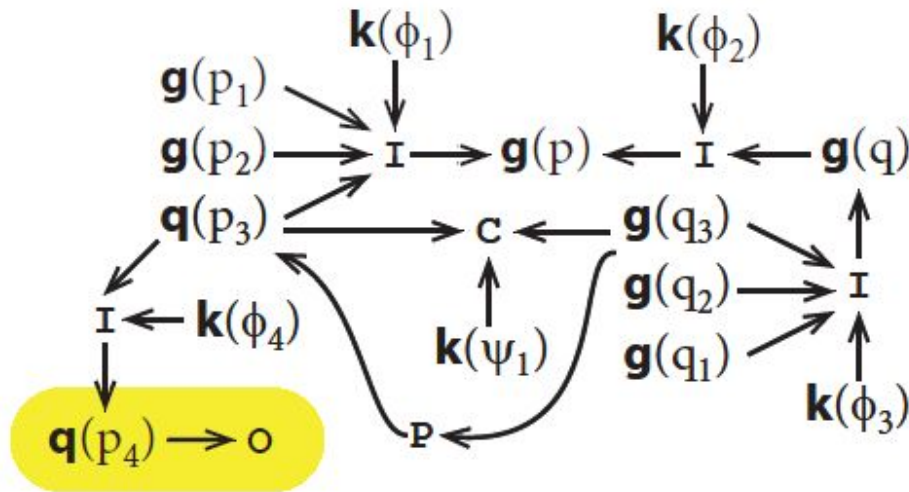 k(ϕ₁) k(ϕ₂)
g(p₁)
g(p₂) I g(p) I g(q)
q(p₃) C g(q₃)
I k(ϕ₄) g(q₂) I
k(ψ₁) g(q₁)
k(ϕ₃)
q(p₄) O P